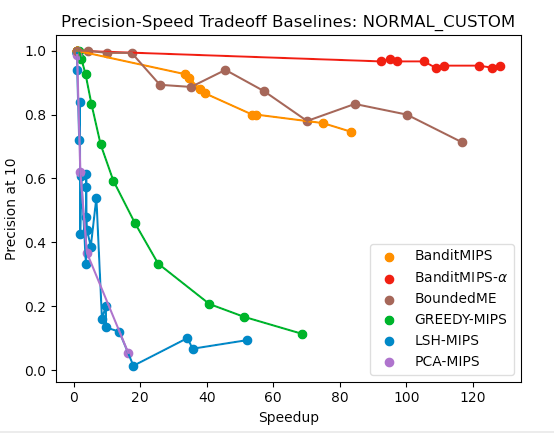 Precision-Speed Tradeoff Baselines: NORMAL_CUSTOM
Precision at 10
1.0
0.8
0.6
0.4
0.2
0.0
0 20 40 60 80 100 120
Speedup
BanditMIPS
BanditMIPS-α
BoundedME
GREEDY-MIPS
LSH-MIPS
PCA-MIPS